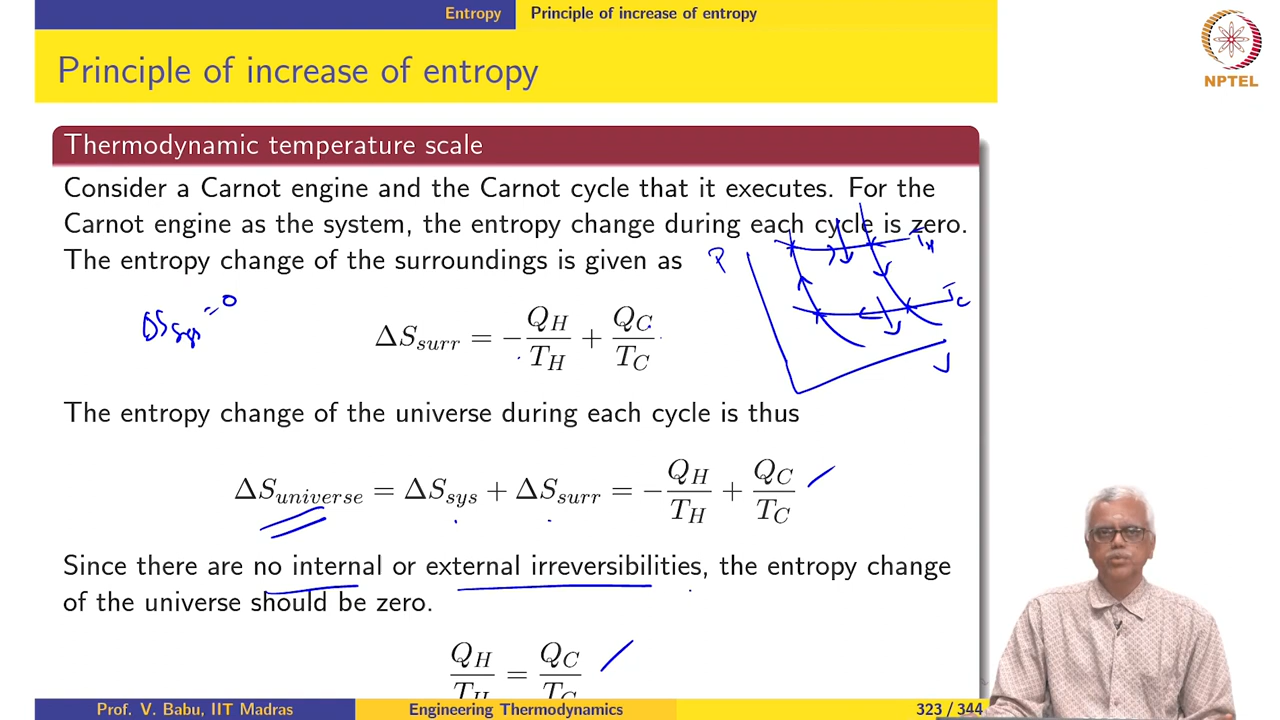 Entropy Principle of increase of entropy
Principle of increase of entropy
NPTEL
Thermodynamic temperature scale
Consider a Carnot engine and the Carnot cycle that it executes. For the
Carnot engine as the system, the entropy change during each cycle is zero.
The entropy change of the surroundings is given as
P
T_H
T_C
ΔS_sys = 0
ΔS_surr = −Q_H/T_H + Q_C/T_C
The entropy change of the universe during each cycle is thus
ΔS_universe = ΔS_sys + ΔS_surr = −Q_H/T_H + Q_C/T_C
Since there are no internal or external irreversibilities, the entropy change
of the universe should be zero.
Q_H/T_H = Q_C/T_C
Prof. V. Babu, IIT Madras Engineering Thermodynamics 323 / 344